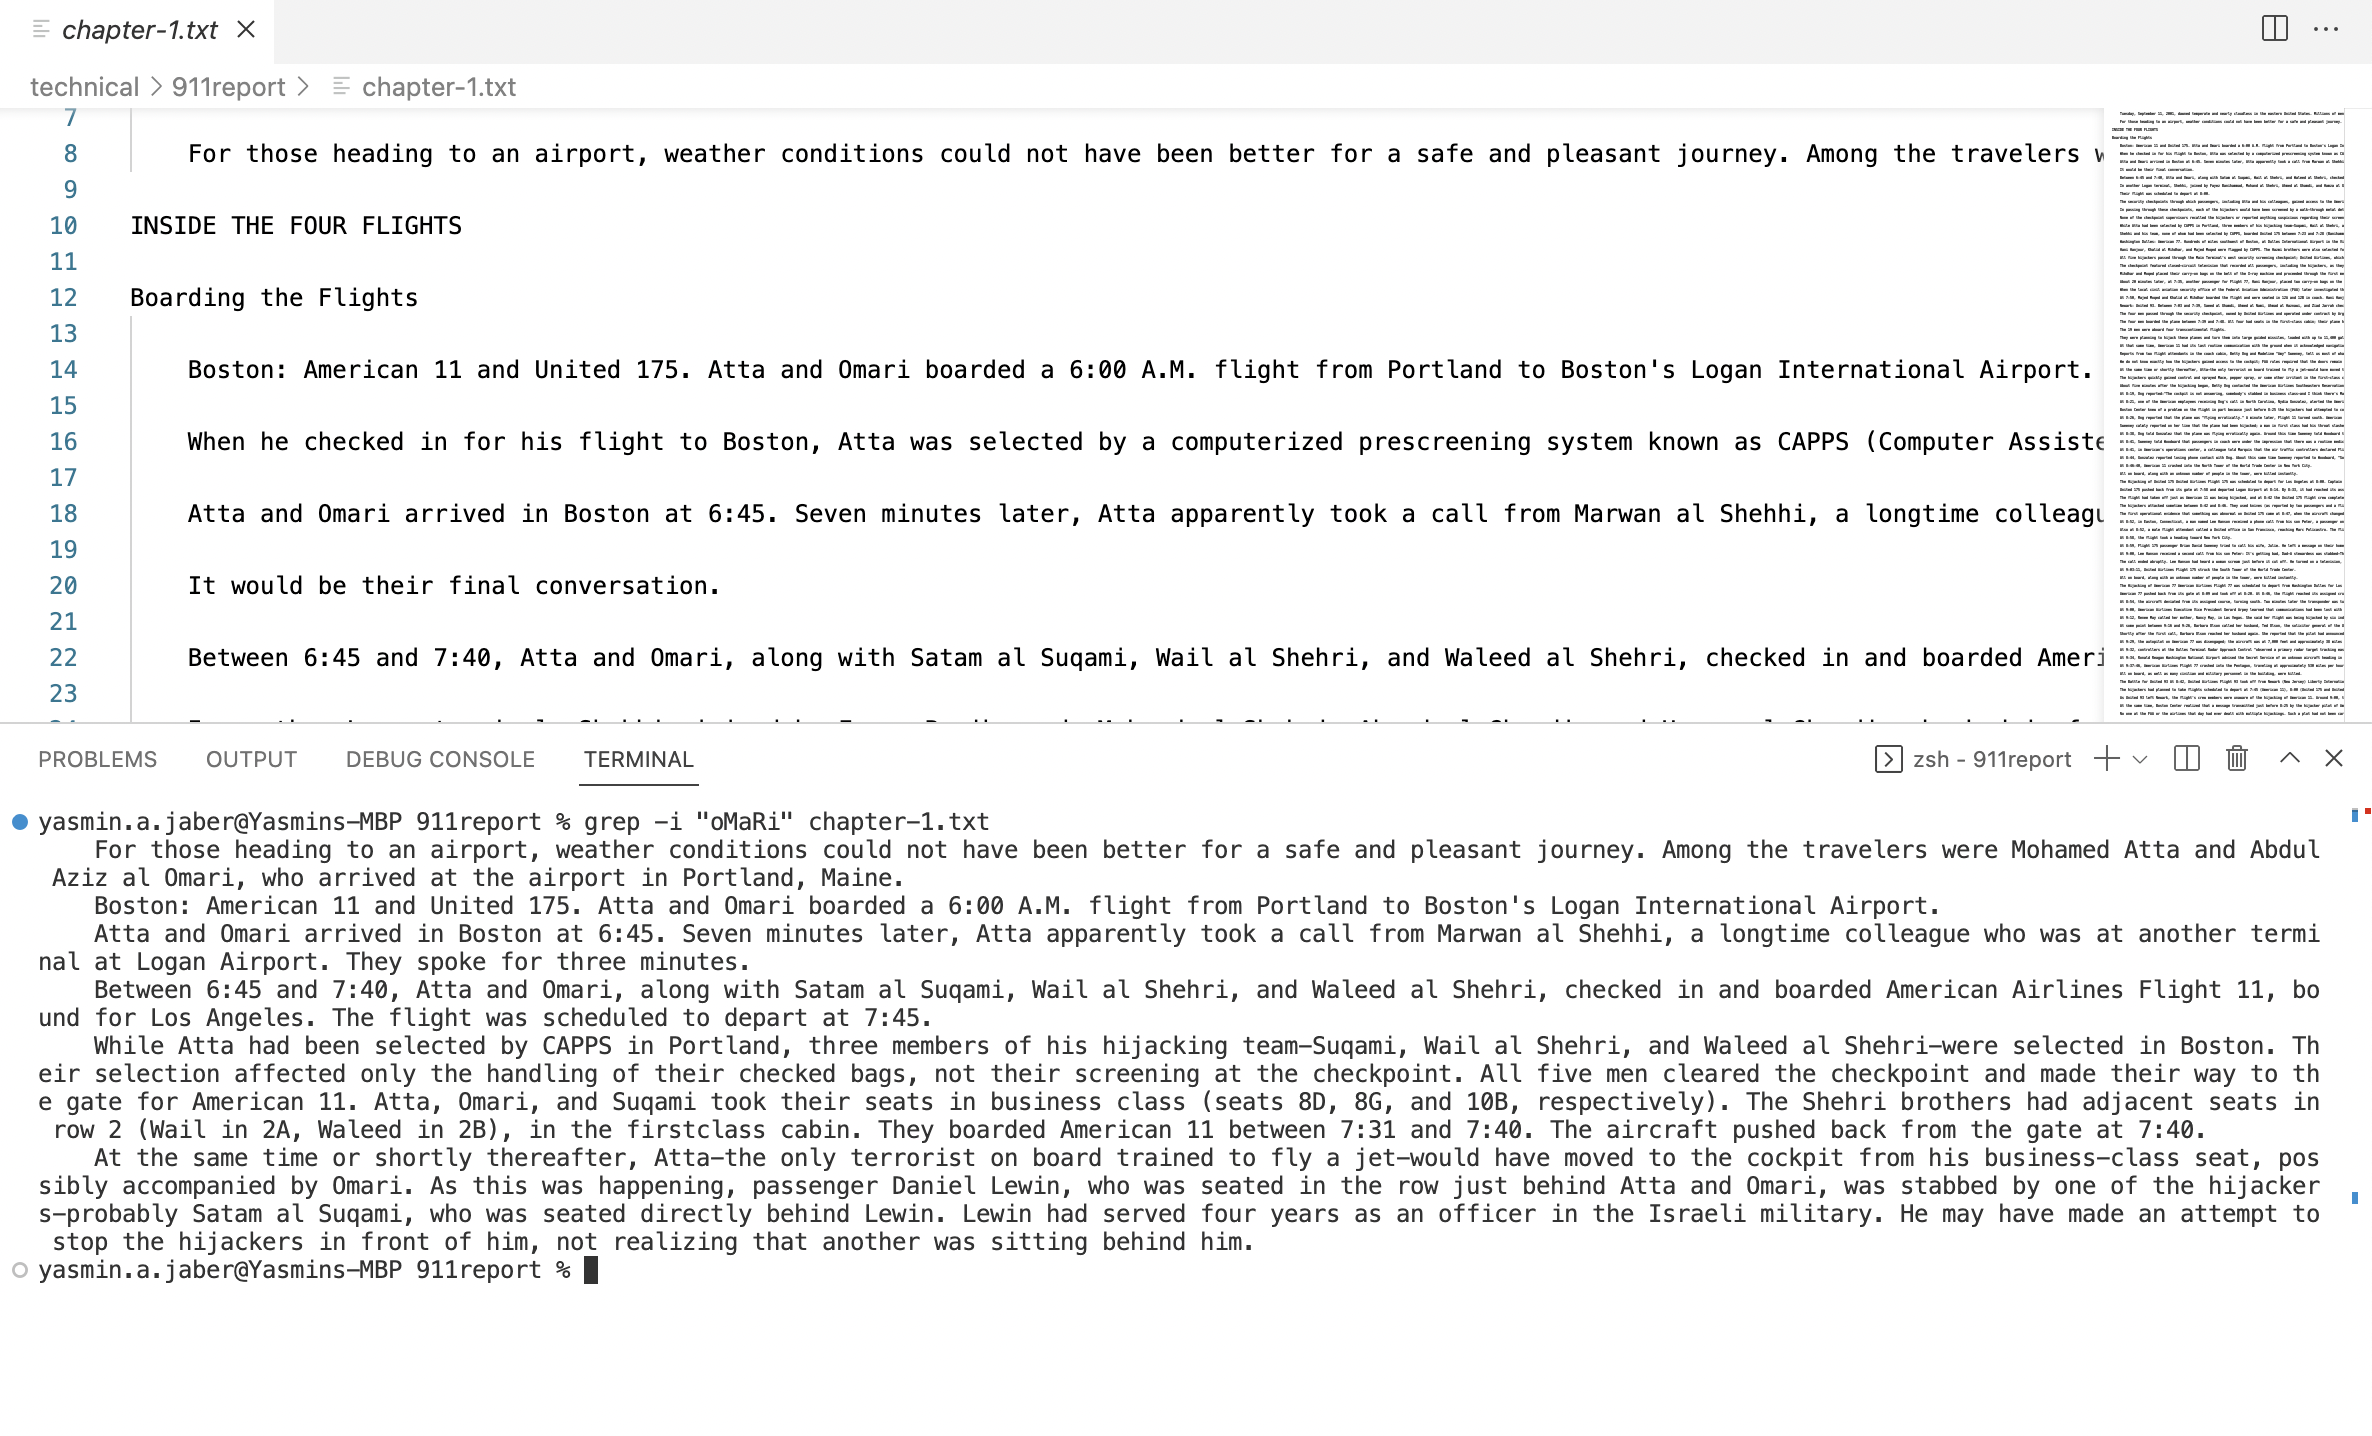 chapter-1.txt
technical > 911report > chapter-1.txt
7
8 For those heading to an airport, weather conditions could not have been better for a safe and pleasant journey. Among the travelers
9
10 INSIDE THE FOUR FLIGHTS
11
12 Boarding the Flights
13
14 Boston: American 11 and United 175. Atta and Omari boarded a 6:00 A.M. flight from Portland to Boston's Logan International Airport.
15
16 When he checked in for his flight to Boston, Atta was selected by a computerized prescreening system known as CAPPS (Computer Assiste
17
18 Atta and Omari arrived in Boston at 6:45. Seven minutes later, Atta apparently took a call from Marwan al Shehhi, a longtime colleagu
19
20 It would be their final conversation.
21
22 Between 6:45 and 7:40, Atta and Omari, along with Satam al Suqami, Wail al Shehri, and Waleed al Shehri, checked in and boarded Ameri
23
PROBLEMS OUTPUT DEBUG CONSOLE TERMINAL zsh - 911report
yasmin.a.jaber@Yasmins-MBP 911report % grep -i "oMaRi" chapter-1.txt
For those heading to an airport, weather conditions could not have been better for a safe and pleasant journey. Among the travelers were Mohamed Atta and Abdul
Aziz al Omari, who arrived at the airport in Portland, Maine.
Boston: American 11 and United 175. Atta and Omari boarded a 6:00 A.M. flight from Portland to Boston's Logan International Airport.
Atta and Omari arrived in Boston at 6:45. Seven minutes later, Atta apparently took a call from Marwan al Shehhi, a longtime colleague who was at another termi
nal at Logan Airport. They spoke for three minutes.
Between 6:45 and 7:40, Atta and Omari, along with Satam al Suqami, Wail al Shehri, and Waleed al Shehri, checked in and boarded American Airlines Flight 11, bo
und for Los Angeles. The flight was scheduled to depart at 7:45.
While Atta had been selected by CAPPS in Portland, three members of his hijacking team-Suqami, Wail al Shehri, and Waleed al Shehri-were selected in Boston. Th
eir selection affected only the handling of their checked bags, not their screening at the checkpoint. All five men cleared the checkpoint and made their way to th
e gate for American 11. Atta, Omari, and Suqami took their seats in business class (seats 8D, 8G, and 10B, respectively). The Shehri brothers had adjacent seats in
row 2 (Wail in 2A, Waleed in 2B), in the firstclass cabin. They boarded American 11 between 7:31 and 7:40. The aircraft pushed back from the gate at 7:40.
At the same time or shortly thereafter, Atta-the only terrorist on board trained to fly a jet-would have moved to the cockpit from his business-class seat, pos
sibly accompanied by Omari. As this was happening, passenger Daniel Lewin, who was seated in the row just behind Atta and Omari, was stabbed by one of the hijacker
s-probably Satam al Suqami, who was seated directly behind Lewin. Lewin had served four years as an officer in the Israeli military. He may have made an attempt to
stop the hijackers in front of him, not realizing that another was sitting behind him.
yasmin.a.jaber@Yasmins-MBP 911report %